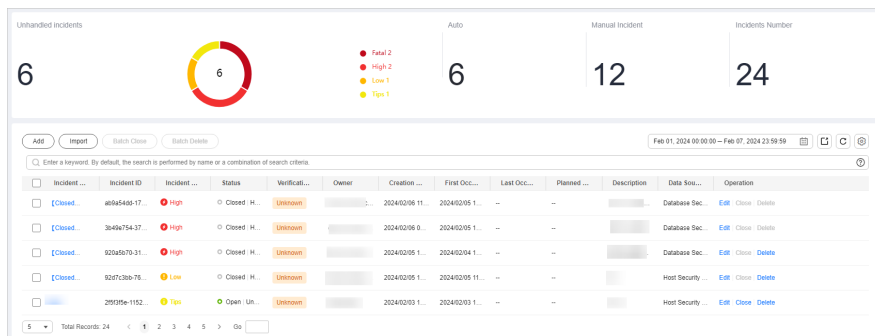 Unhandled incidents Auto Manual Incident Incidents Number
6 6 6 12 24
Fatal 2
High 2
Low 1
Tips 1
Add Import Batch Close Batch Delete Feb 01, 2024 00:00:00 – Feb 07, 2024 23:59:59
Enter a keyword. By default, the search is performed by name or a combination of search criteria.
Incident ... Incident ID Incident ... Status Verificati... Owner Creation ... First Occ... Last Occ... Planned ... Description Data Sou... Operation
[Closed... ab9a54dd-17... High Closed | H... Unknown 2024/02/06 11... 2024/02/05 1... -- -- Database Sec... Edit Close Delete
[Closed... 3b49e754-37... High Closed | H... Unknown 2024/02/06 0... 2024/02/05 1... -- -- Database Sec... Edit Close Delete
[Closed... 920a5b70-31... High Closed | H... Unknown 2024/02/05 1... 2024/02/04 1... -- -- Database Sec... Edit Close Delete
[Closed... 92d7c3bb-76... Low Closed | H... Unknown 2024/02/05 1... 2024/02/05 11... -- -- Host Security ... Edit Close Delete
2f5f3f5e-1152... Tips Open | Un... Unknown 2024/02/03 1... 2024/02/03 1... -- -- Host Security ... Edit Close Delete
5 Total Records: 24 < 1 2 3 4 5 > Go